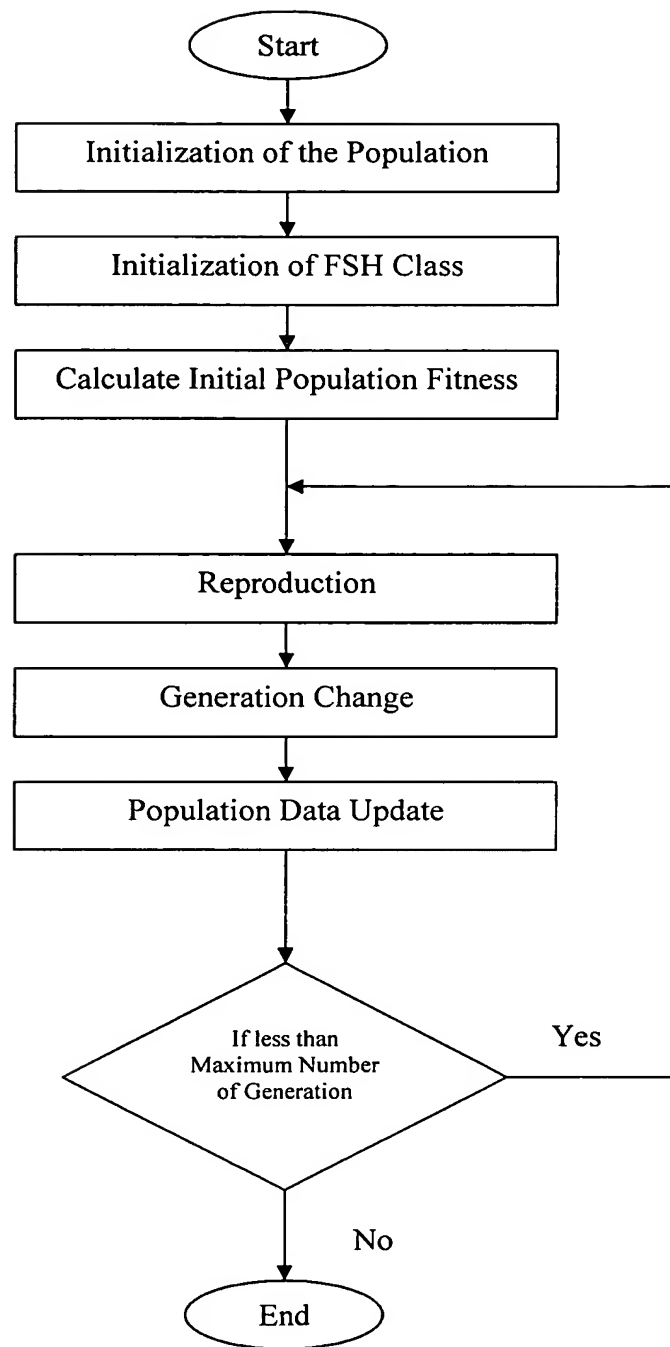 Start
Initialization of the Population
Initialization of FSH Class
Calculate Initial Population Fitness
Reproduction
Generation Change
Population Data Update
If less than
Maximum Number
of Generation
Yes
No
End